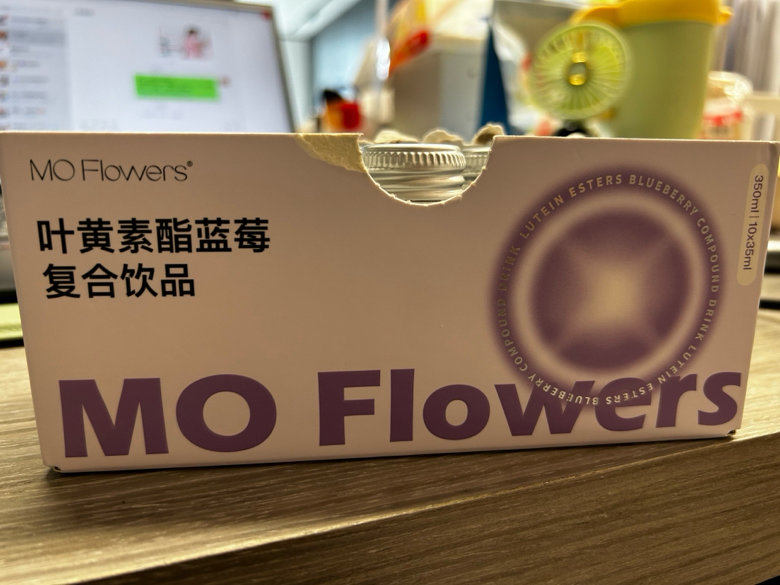 MO Flowers®
叶黄素酯蓝莓
复合饮品
LUTEIN ESTERS BLUEBERRY COMPOUND DRINK LUTEIN ESTERS BLUEBERRY COMPOUND DRINK
350ml | 10x35ml
MO Flowers